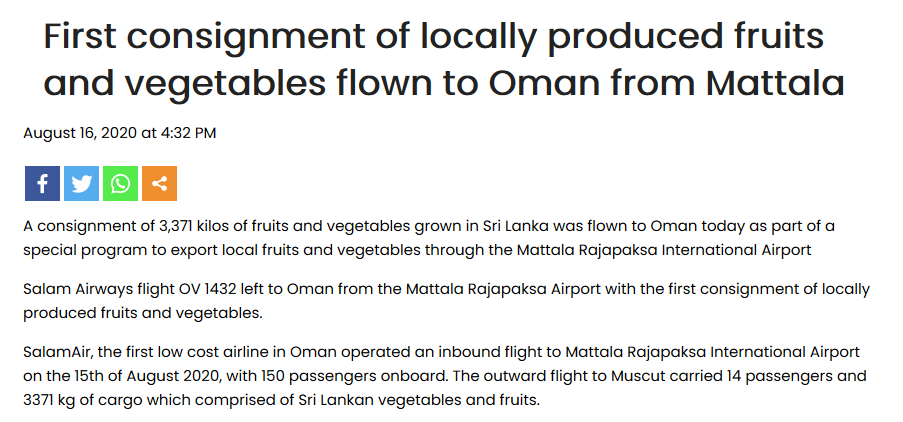 First consignment of locally produced fruits
and vegetables flown to Oman from Mattala
August 16, 2020 at 4:32 PM
A consignment of 3,371 kilos of fruits and vegetables grown in Sri Lanka was flown to Oman today as part of a
special program to export local fruits and vegetables through the Mattala Rajapaksa International Airport
Salam Airways flight OV 1432 left to Oman from the Mattala Rajapaksa Airport with the first consignment of locally
produced fruits and vegetables.
SalamAir, the first low cost airline in Oman operated an inbound flight to Mattala Rajapaksa International Airport
on the 15th of August 2020, with 150 passengers onboard. The outward flight to Muscut carried 14 passengers and
3371 kg of cargo which comprised of Sri Lankan vegetables and fruits.